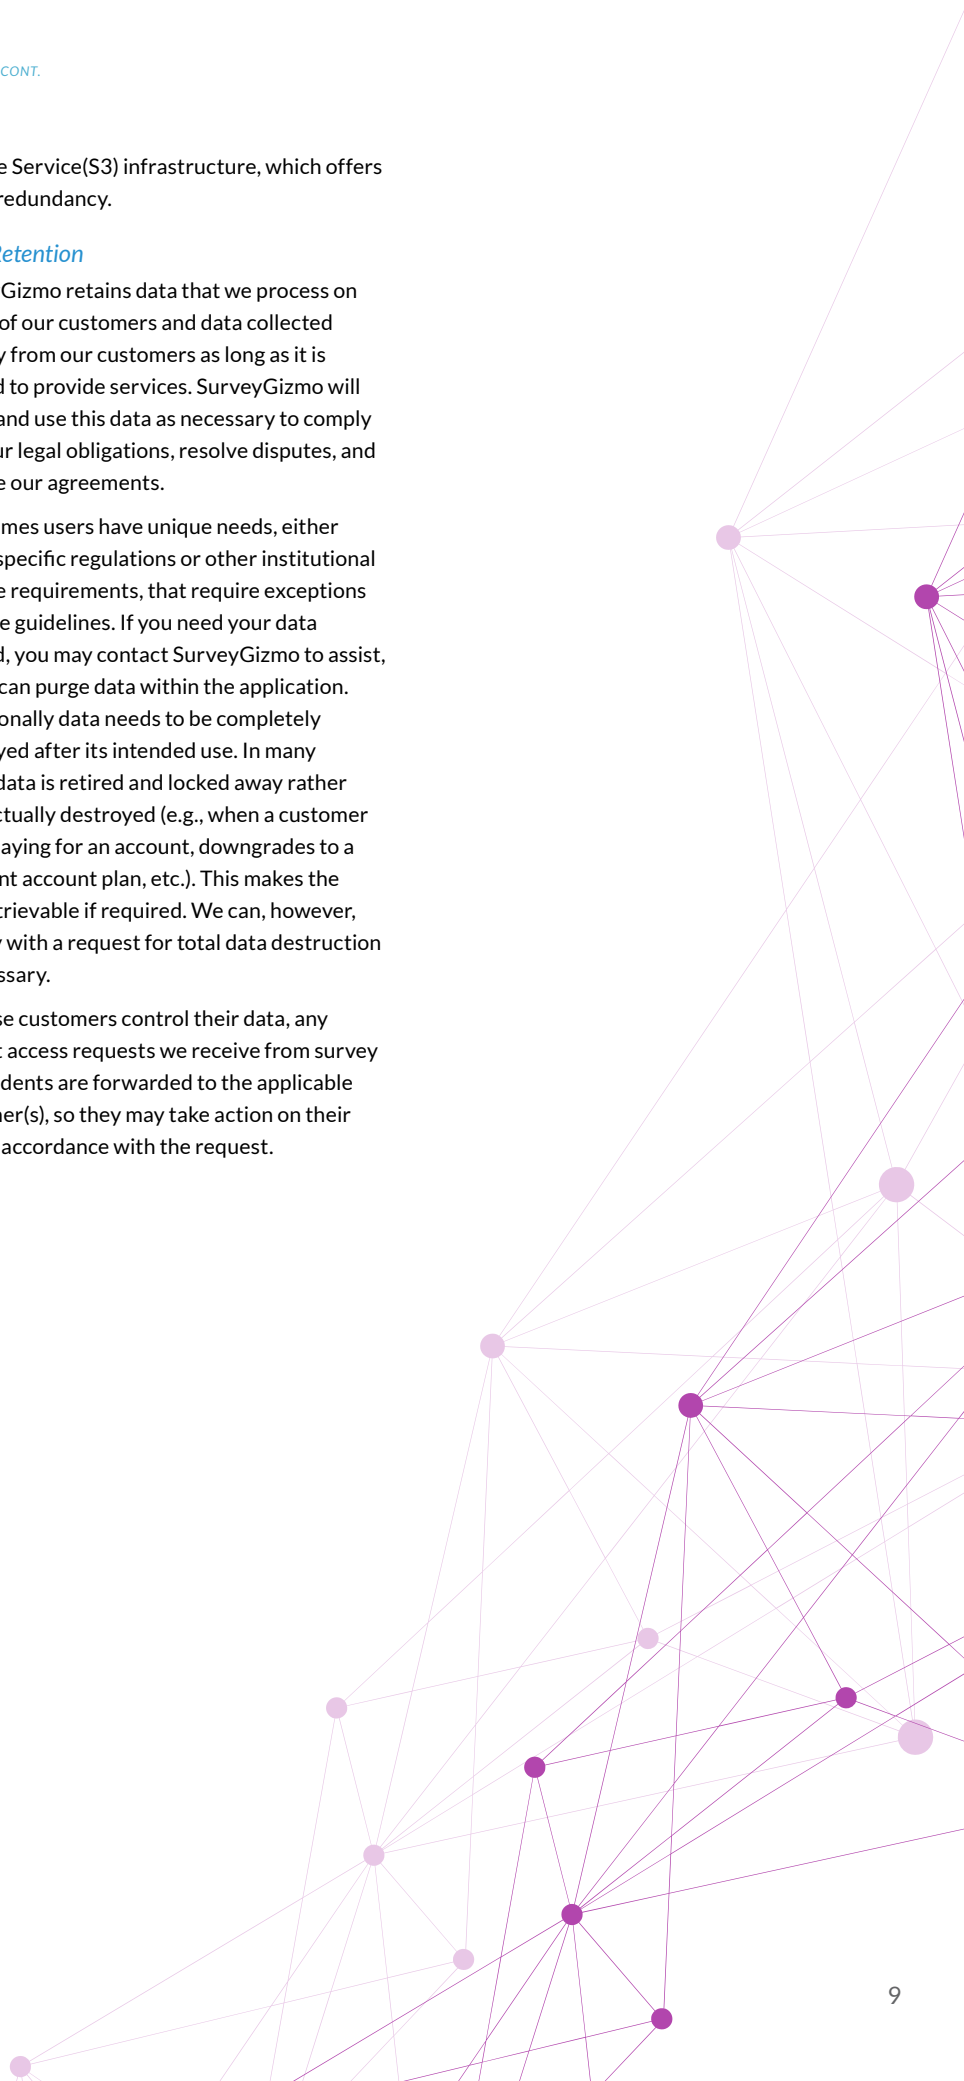 CONT.
e Service(S3) infrastructure, which offers
redundancy.
Retention
Gizmo retains data that we process on
of our customers and data collected
y from our customers as long as it is
d to provide services. SurveyGizmo will
and use this data as necessary to comply
ur legal obligations, resolve disputes, and
e our agreements.
mes users have unique needs, either
specific regulations or other institutional
e requirements, that require exceptions
e guidelines. If you need your data
d, you may contact SurveyGizmo to assist,
can purge data within the application.
onally data needs to be completely
yed after its intended use. In many
data is retired and locked away rather
ctually destroyed (e.g., when a customer
aying for an account, downgrades to a
nt account plan, etc.). This makes the
trievable if required. We can, however,
y with a request for total data destruction
ssary.
se customers control their data, any
t access requests we receive from survey
dents are forwarded to the applicable
er(s), so they may take action on their
accordance with the request.
9